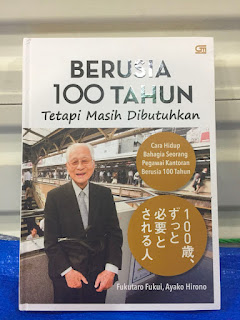 BERUSIA
100 TAHUN
Tetapi Masih Dibutuhkan
Cara Hidup
Bahagia Seorang
Pegawai Kantoran
Berusia 100 Tahun
100歳、
ずっと
必要と
される人
Fukutaro Fukui, Ayako Hirono